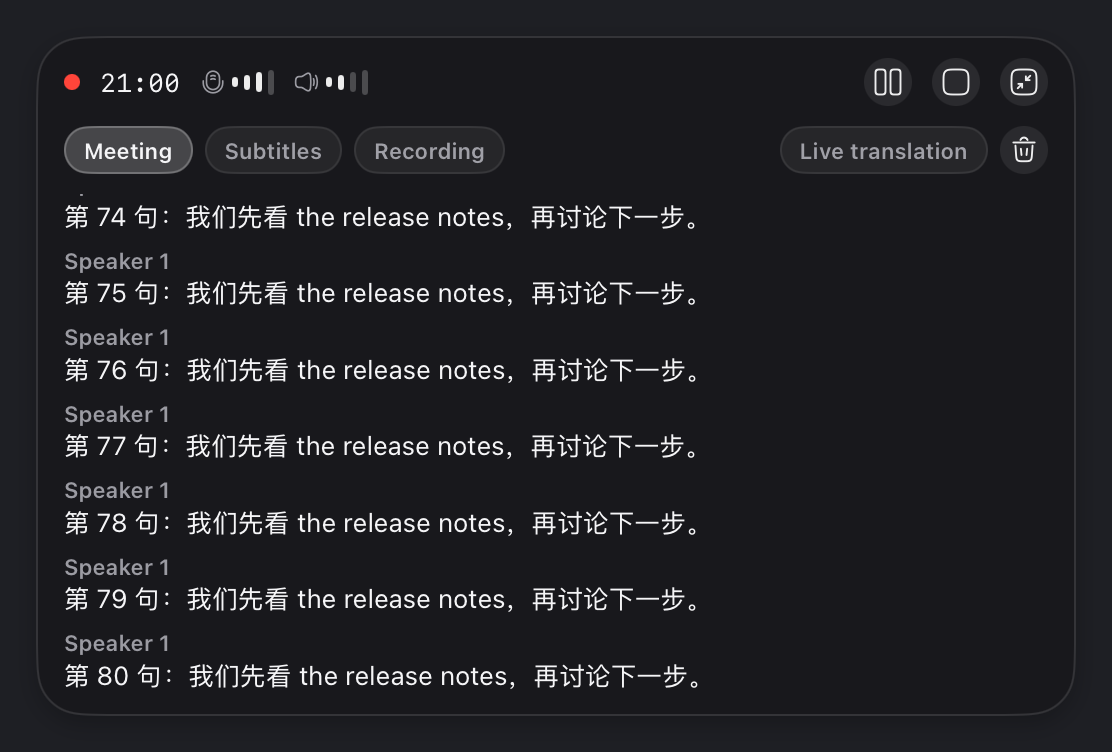 21:00
Meeting
Subtitles
Recording
Live translation
第 74 句：我们先看 the release notes，再讨论下一步。
Speaker 1
第 75 句：我们先看 the release notes，再讨论下一步。
Speaker 1
第 76 句：我们先看 the release notes，再讨论下一步。
Speaker 1
第 77 句：我们先看 the release notes，再讨论下一步。
Speaker 1
第 78 句：我们先看 the release notes，再讨论下一步。
Speaker 1
第 79 句：我们先看 the release notes，再讨论下一步。
Speaker 1
第 80 句：我们先看 the release notes，再讨论下一步。